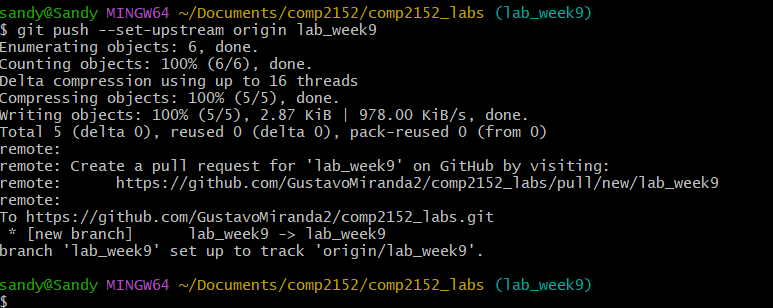 sandy@Sandy MINGW64 ~/Documents/comp2152/comp2152_labs (lab_week9)
$ git push --set-upstream origin lab_week9
Enumerating objects: 6, done.
Counting objects: 100% (6/6), done.
Delta compression using up to 16 threads
Compressing objects: 100% (5/5), done.
Writing objects: 100% (5/5), 2.87 KiB | 978.00 KiB/s, done.
Total 5 (delta 0), reused 0 (delta 0), pack-reused 0 (from 0)
remote:
remote: Create a pull request for 'lab_week9' on GitHub by visiting:
remote:      https://github.com/GustavoMiranda2/comp2152_labs/pull/new/lab_week9
remote:
To https://github.com/GustavoMiranda2/comp2152_labs.git
 * [new branch]      lab_week9 -> lab_week9
branch 'lab_week9' set up to track 'origin/lab_week9'.
sandy@Sandy MINGW64 ~/Documents/comp2152/comp2152_labs (lab_week9)
$